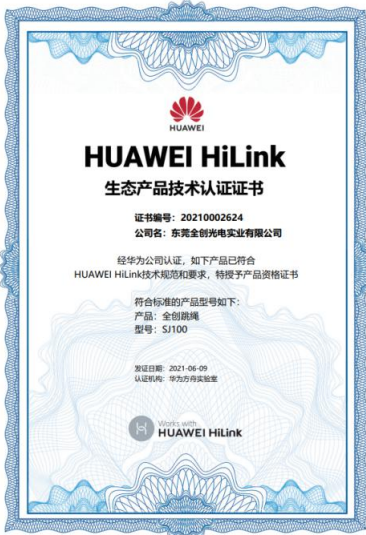 HUAWEI
HUAWEI HiLink
生态产品技术认证证书
证书编号：20210002624
公司名：东莞全创光电实业有限公司
经华为公司认证，如下产品已符合
HUAWEI HiLink技术规范和要求，特授予产品资格证书
符合标准的产品型号如下：
产品：全创跳绳
型号：SJ100
发证日期：2021-06-09
认证机构：华为方舟实验室
Works with
HUAWEI HiLink